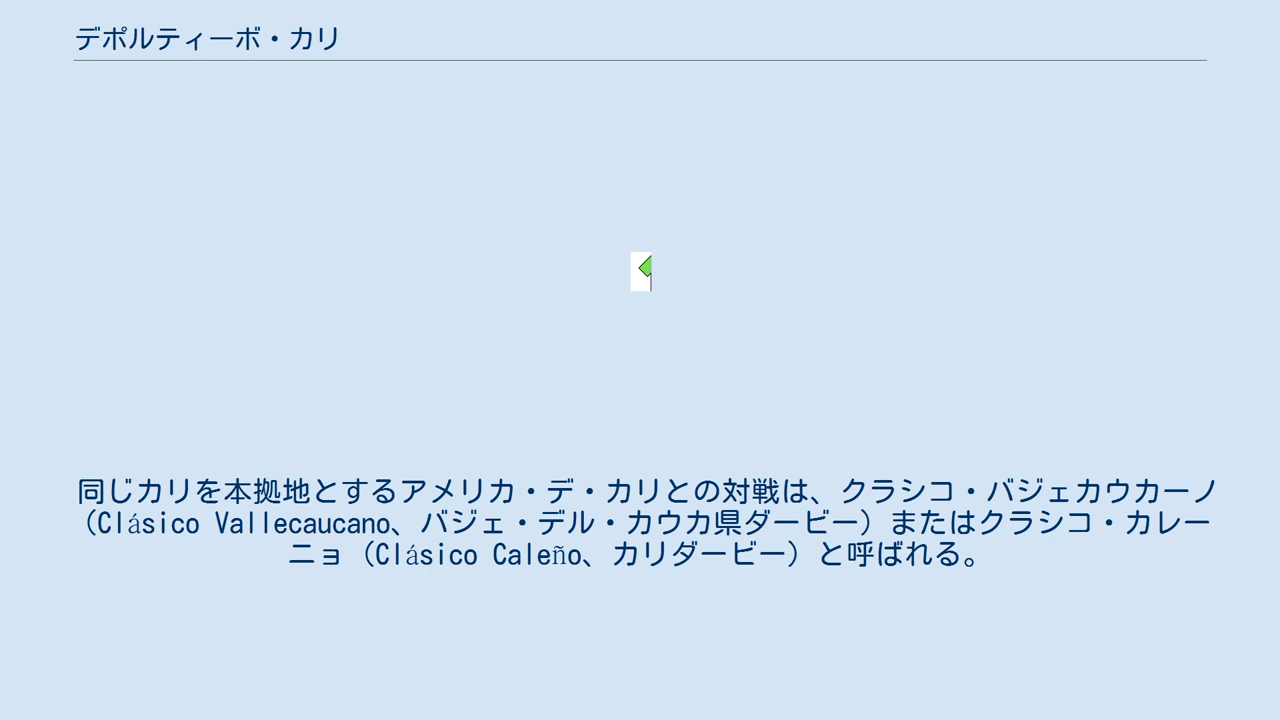 デポルティーボ・カリ
同じカリを本拠地とするアメリカ・デ・カリとの対戦は、クラシコ・バジェカウカーノ
（Clásico Vallecaucano、バジェ・デル・カウカ県ダービー）またはクラシコ・カレー
ニョ（Clásico Caleño、カリダービー）と呼ばれる。